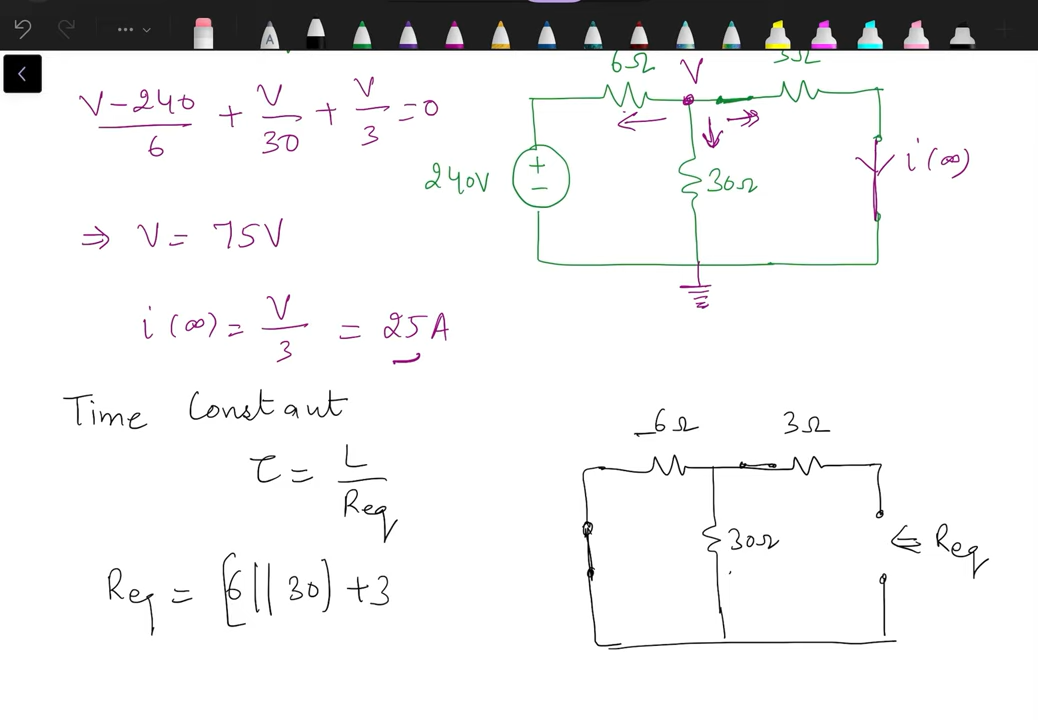 6Ω V 3Ω
V-240/6 + V/30 + V/3 = 0
240V + − 30Ω i(∞)
⇒ V = 75V
i(∞) = V/3 = 25A
Time Constant
τ = L/Req
6Ω 3Ω
30Ω ⇐ Req
Req = [6||30) + 3